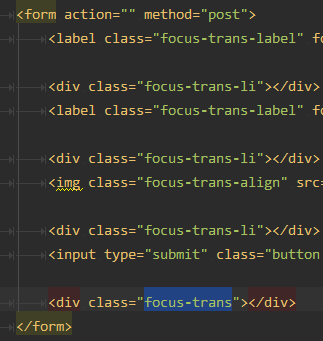 <form action="" method="post">
<label class="focus-trans-label" fo
<div class="focus-trans-li"></div>
<label class="focus-trans-label" fo
<div class="focus-trans-li"></div>
<img class="focus-trans-align" src=
<div class="focus-trans-li"></div>
<input type="submit" class="button
<div class="focus-trans"></div>
</form>